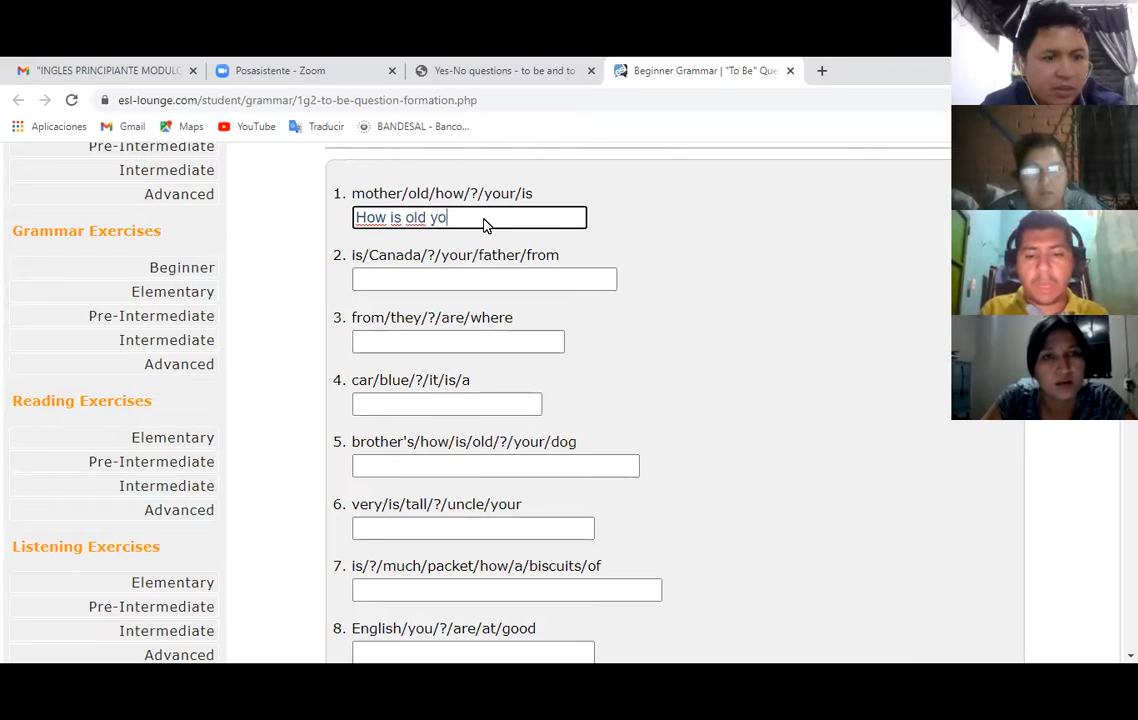 "INGLES PRINCIPIANTE MODULO
Posasistente - Zoom
Yes-No questions - to be and to
Beginner Grammar | "To Be" Que
esl-lounge.com/student/grammar/1g2-to-be-question-formation.php
Aplicaciones
Gmail
Maps
YouTube
Traducir
BANDESAL - Banco...
Pre-Intermediate
Intermediate
Advanced
Grammar Exercises
Beginner
Elementary
Pre-Intermediate
Intermediate
Advanced
Reading Exercises
Elementary
Pre-Intermediate
Intermediate
Advanced
Listening Exercises
Elementary
Pre-Intermediate
Intermediate
Advanced
1. mother/old/how/?/your/is
How is old yo
2. is/Canada/?/your/father/from
3. from/they/?/are/where
4. car/blue/?/it/is/a
5. brother's/how/is/old/?/your/dog
6. very/is/tall/?/uncle/your
7. is/?/much/packet/how/a/biscuits/of
8. English/you/?/are/at/good